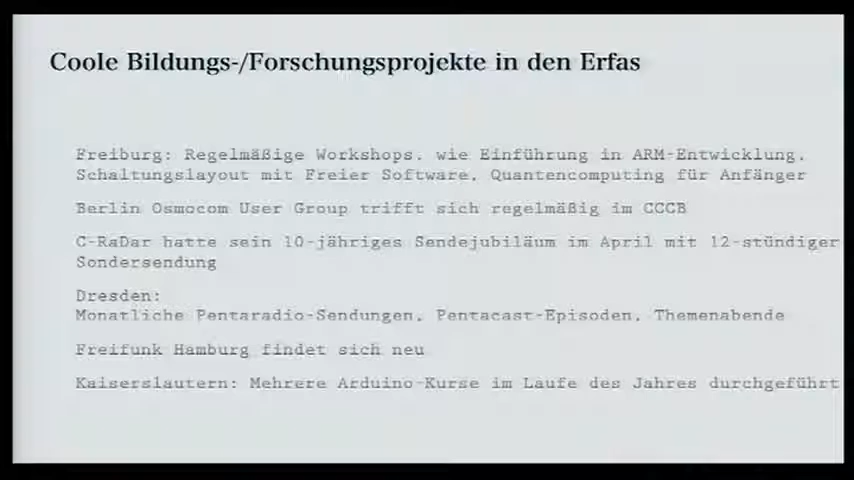 Coole Bildungs-/Forschungsprojekte in den Erfas
Freiburg: Regelmäßige Workshops, wie Einführung in ARM-Entwicklung,
Schaltungslayout mit Freier Software, Quantencomputing für Anfänger
Berlin Osmocom User Group trifft sich regelmäßig im CCCB
C-RaDar hatte sein 10-jähriges Sendejubiläum im April mit 12-stündiger
Sondersendung
Dresden:
Monatliche Pentaradio-Sendungen, Pentacast-Episoden, Themenabende
Freifunk Hamburg findet sich neu
Kaiserslautern: Mehrere Arduino-Kurse im Laufe des Jahres durchgeführt